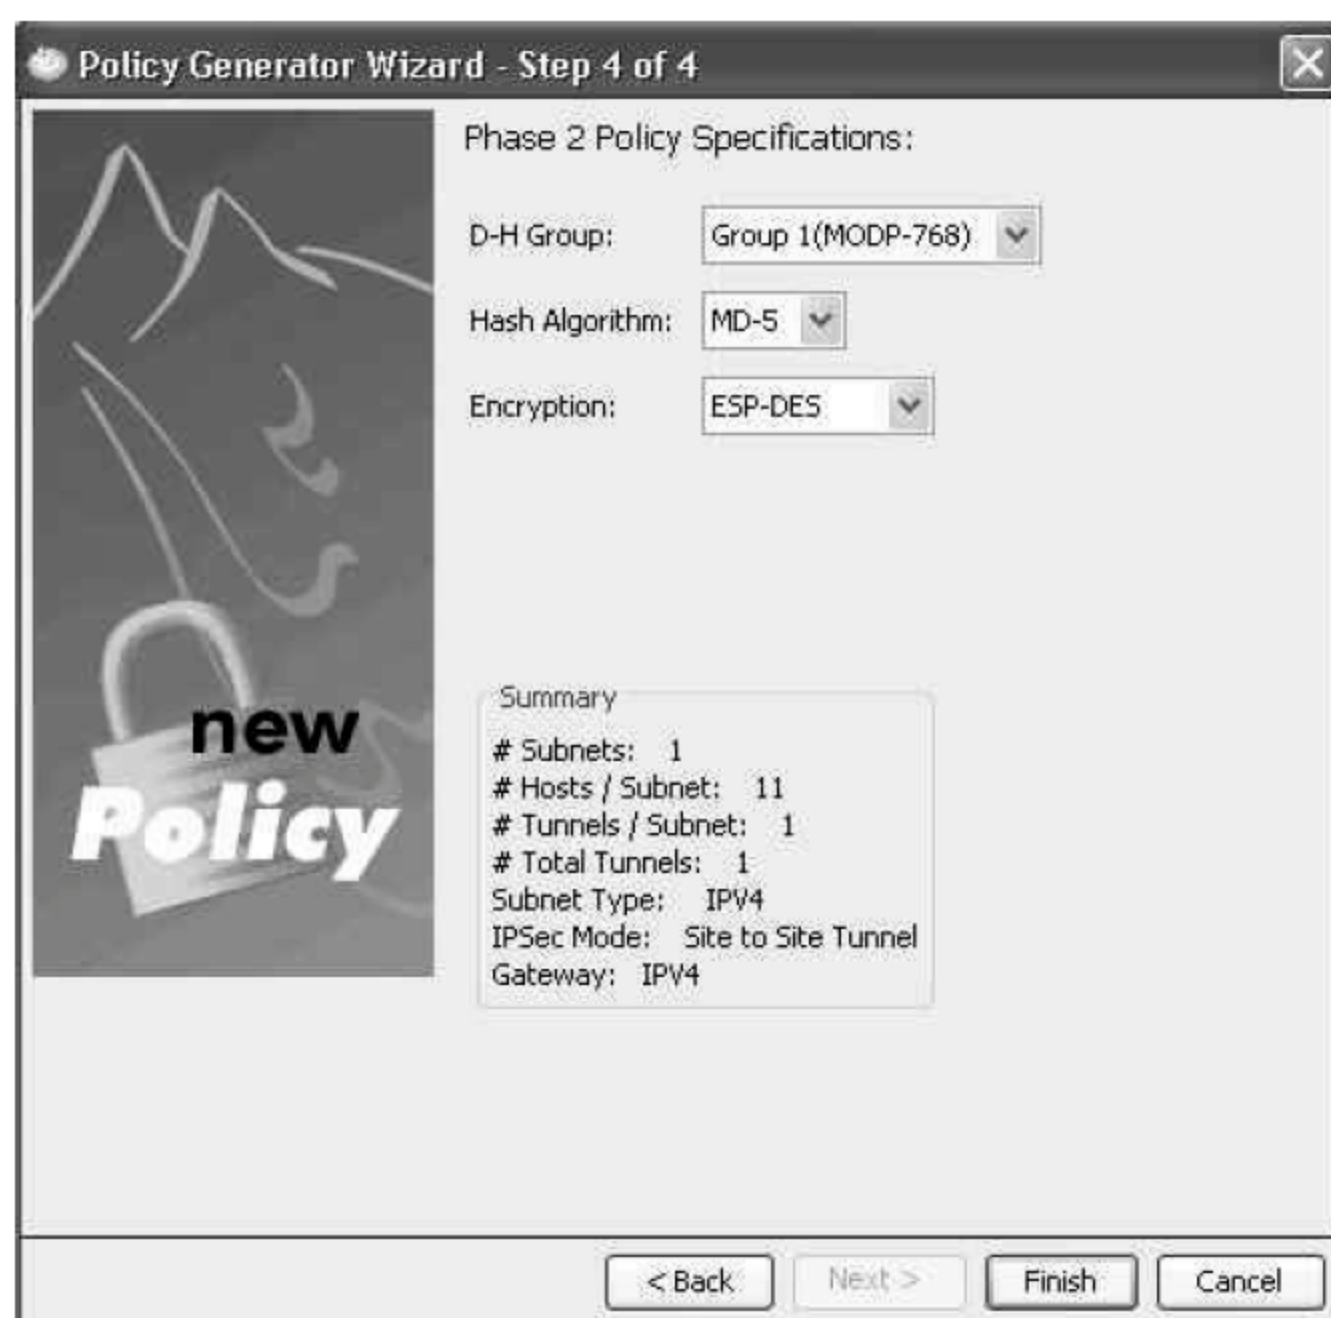 Policy Generator Wizard - Step 4 of 4
Phase 2 Policy Specifications:
D-H Group: Group 1(MODP-768)
Hash Algorithm: MD-5
Encryption: ESP-DES
new
Policy
Summary
# Subnets: 1
# Hosts / Subnet: 11
# Tunnels / Subnet: 1
# Total Tunnels: 1
Subnet Type: IPV4
IPSec Mode: Site to Site Tunnel
Gateway: IPV4
< Back Next > Finish Cancel